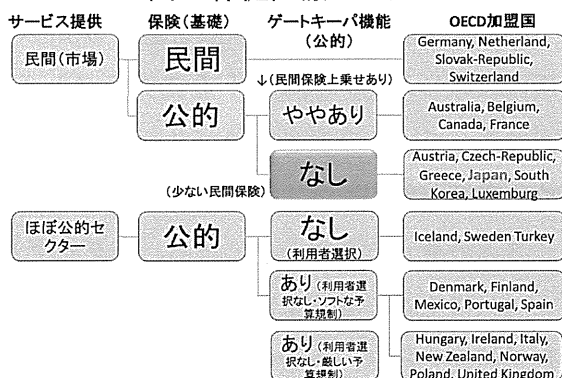 サービス提供
保険(基礎)
ゲートキーパ機能
(公的)
OECD加盟国
民間(市場)
民間
Germany, Netherland,
Slovak-Republic,
Switzerland
↓(民間保険上乗せあり)
公的
ややあり
Australia, Belgium,
Canada, France
(少ない民間保険)
なし
Austria, Czech-Republic,
Greece, Japan, South
Korea, Luxemburg
ほぼ公的セ
クター
公的
なし
(利用者選択)
Iceland, Sweden Turkey
あり(利用者選
択なし・ソフトな予
算規制)
Denmark, Finland,
Mexico, Portugal, Spain
あり(利用者選
択なし・厳しい予
算規制)
Hungary, Ireland, Italy,
New Zealand, Norway,
Poland, United Kingdom